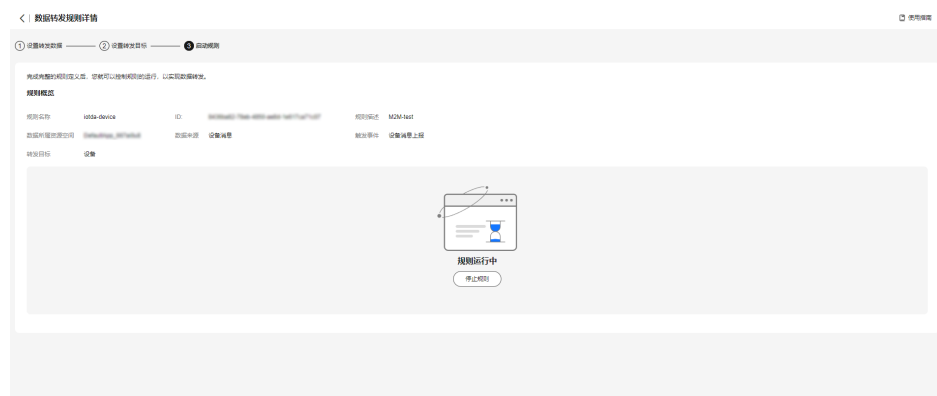 数据转发规则详情
使用指南
1 设置转发数据 2 设置转发目标 3 启动规则
完成完整的规则定义后，您就可以控制规则的运行，以实现数据转发。
规则概览
规则名称 iotda-device ID 规则描述 M2M-test
数据所属资源空间 数据来源 设备消息 触发事件 设备消息上报
转发目标 设备
规则运行中
停止规则